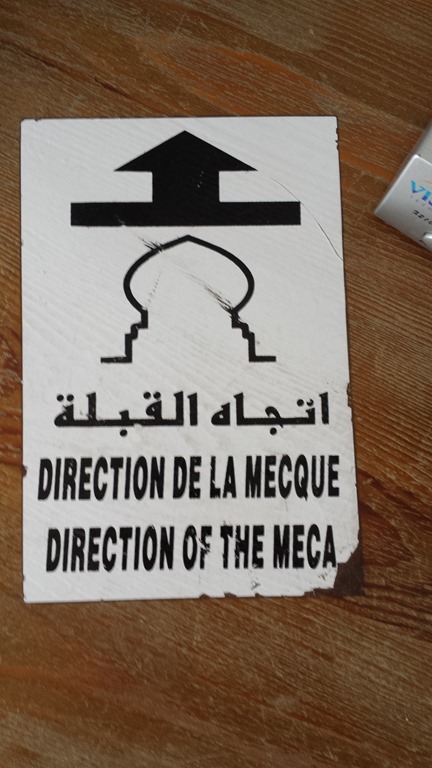 اتجاه القبلة
DIRECTION DE LA MECQUE
DIRECTION OF THE MECA